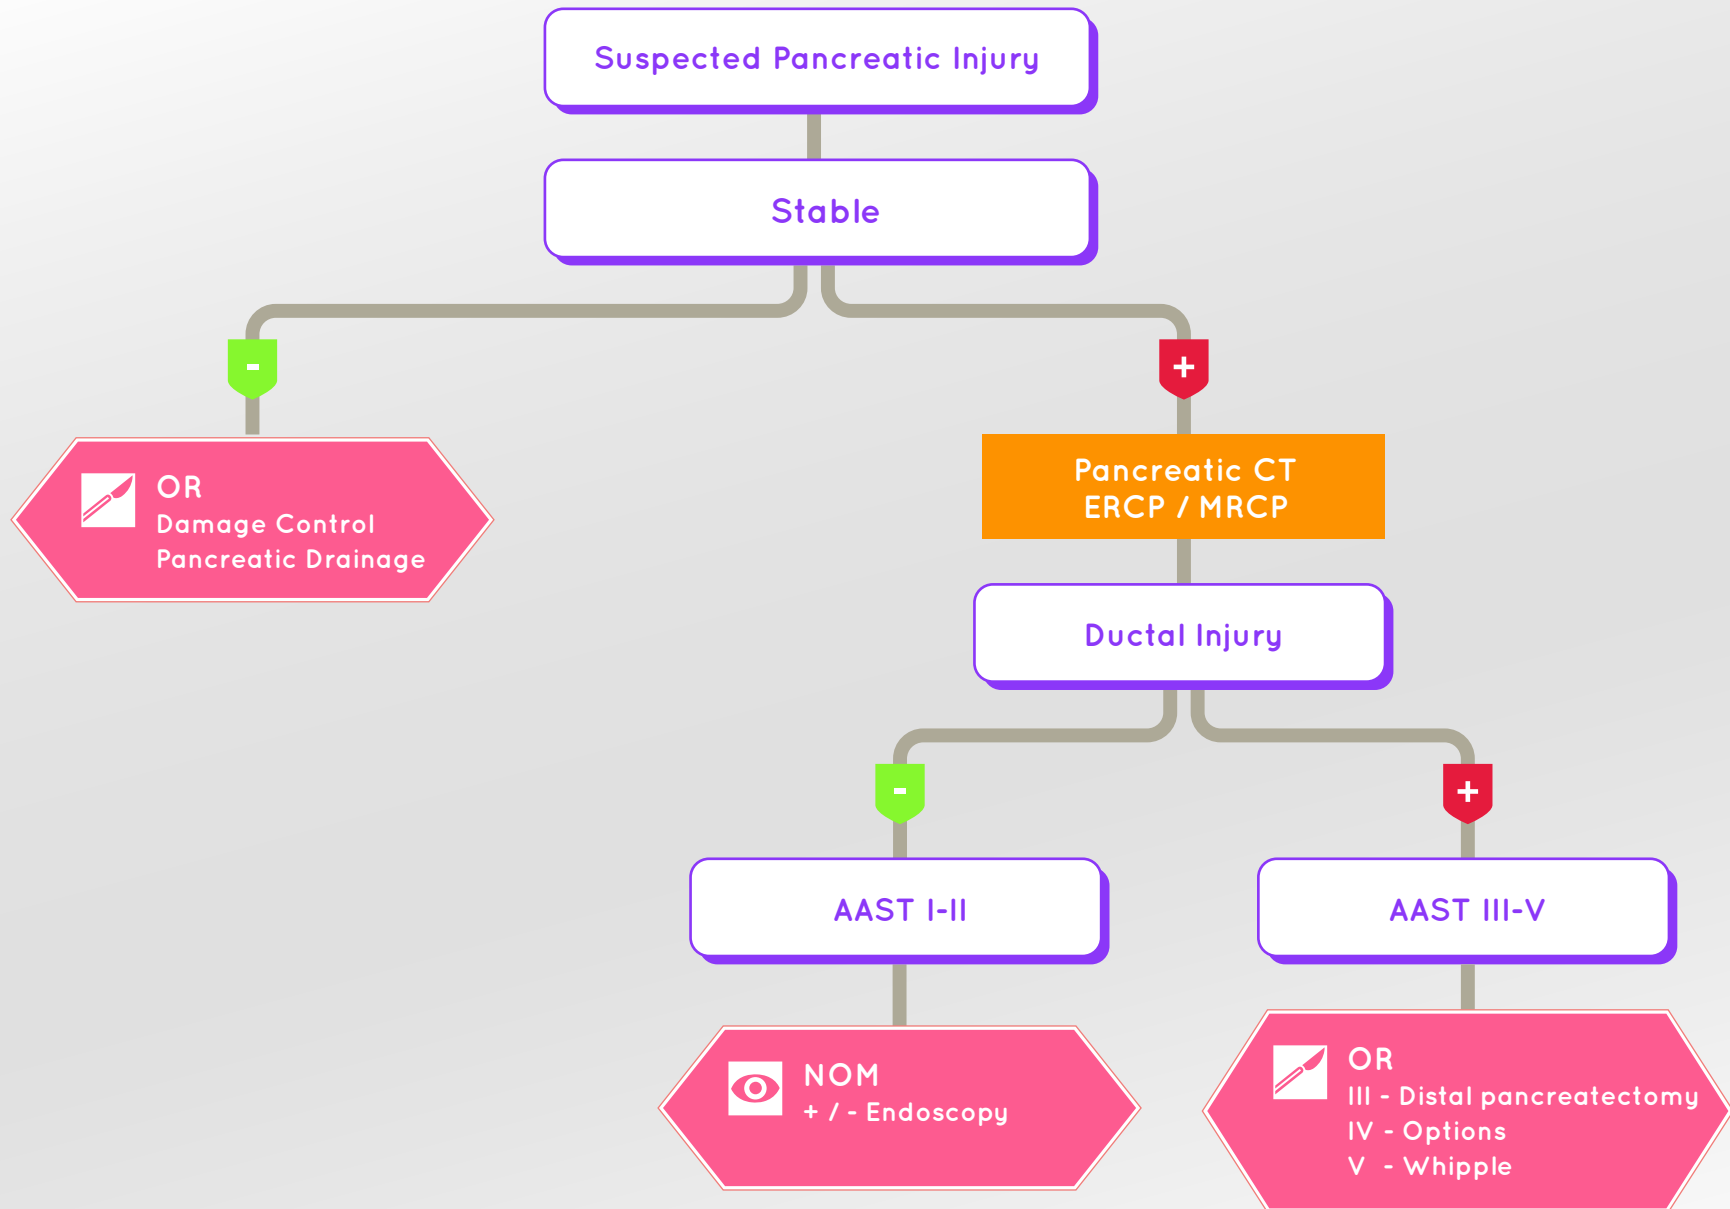 Suspected Pancreatic Injury
Stable
-
+
OR
Damage Control
Pancreatic Drainage
Pancreatic CT
ERCP / MRCP
Ductal Injury
-
+
AAST I-II
AAST III-V
NOM
+ / - Endoscopy
OR
III - Distal pancreatectomy
IV - Options
V - Whipple